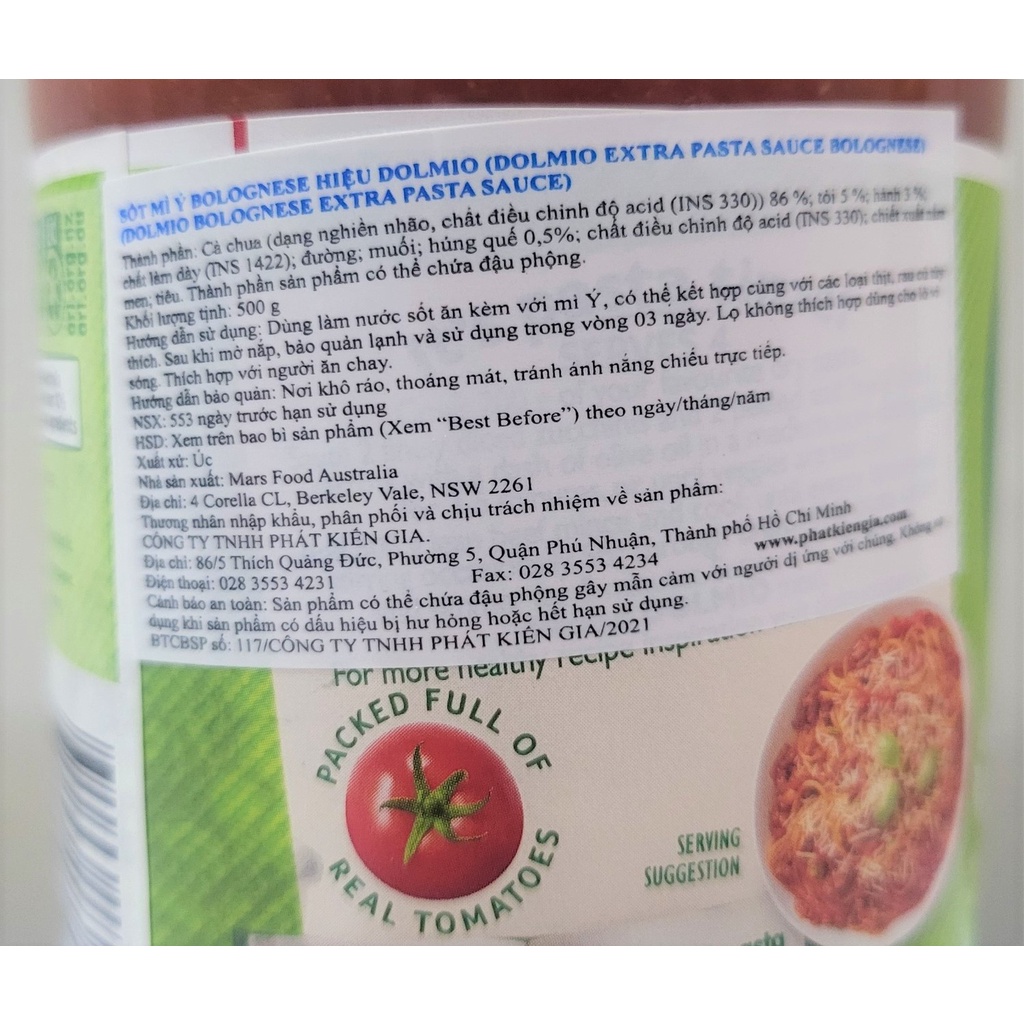 SỐT MÌ Ý BOLOGNESE HIỆU DOLMIO (DOLMIO EXTRA PASTA SAUCE BOLOGNESE)
(DOLMIO BOLOGNESE EXTRA PASTA SAUCE)
Thành phần: Cà chua (dạng nghiền nhão, chất điều chỉnh độ acid (INS 330)) 86 %; tỏi 5 %; hành 3 %;
chất làm dày (INS 1422); đường; muối; húng quế 0,5%; chất điều chỉnh độ acid (INS 330); chiết xuất nấm
men; tiêu. Thành phần sản phẩm có thể chứa đậu phộng.
Khối lượng tịnh: 500 g
Hướng dẫn sử dụng: Dùng làm nước sốt ăn kèm với mì Ý, có thể kết hợp cùng với các loại thịt, rau củ tùy
thích. Sau khi mở nắp, bảo quản lạnh và sử dụng trong vòng 03 ngày. Lọ không thích hợp dùng cho lò vi
sóng. Thích hợp với người ăn chay.
Hướng dẫn bảo quản: Nơi khô ráo, thoáng mát, tránh ánh nắng chiếu trực tiếp.
NSX: 553 ngày trước hạn sử dụng
HSD: Xem trên bao bì sản phẩm (Xem “Best Before”) theo ngày/tháng/năm
Xuất xứ: Úc
Nhà sản xuất: Mars Food Australia
Địa chỉ: 4 Corella CL, Berkeley Vale, NSW 2261
Thương nhân nhập khẩu, phân phối và chịu trách nhiệm về sản phẩm:
CÔNG TY TNHH PHÁT KIẾN GIA.
Địa chỉ: 86/5 Thích Quảng Đức, Phường 5, Quận Phú Nhuận, Thành phố Hồ Chí Minh
Điện thoại: 028 3553 4231 Fax: 028 3553 4234 www.phatkiengia.com
Cảnh báo an toàn: Sản phẩm có thể chứa đậu phộng gây mẫn cảm với người dị ứng với chúng. Không sử
dụng khi sản phẩm có dấu hiệu bị hư hỏng hoặc hết hạn sử dụng.
BTCBSP số: 117/CÔNG TY TNHH PHÁT KIẾN GIA/2021
For more healthy recipe
PACKED FULL OF
REAL TOMATOES
SERVING
SUGGESTION